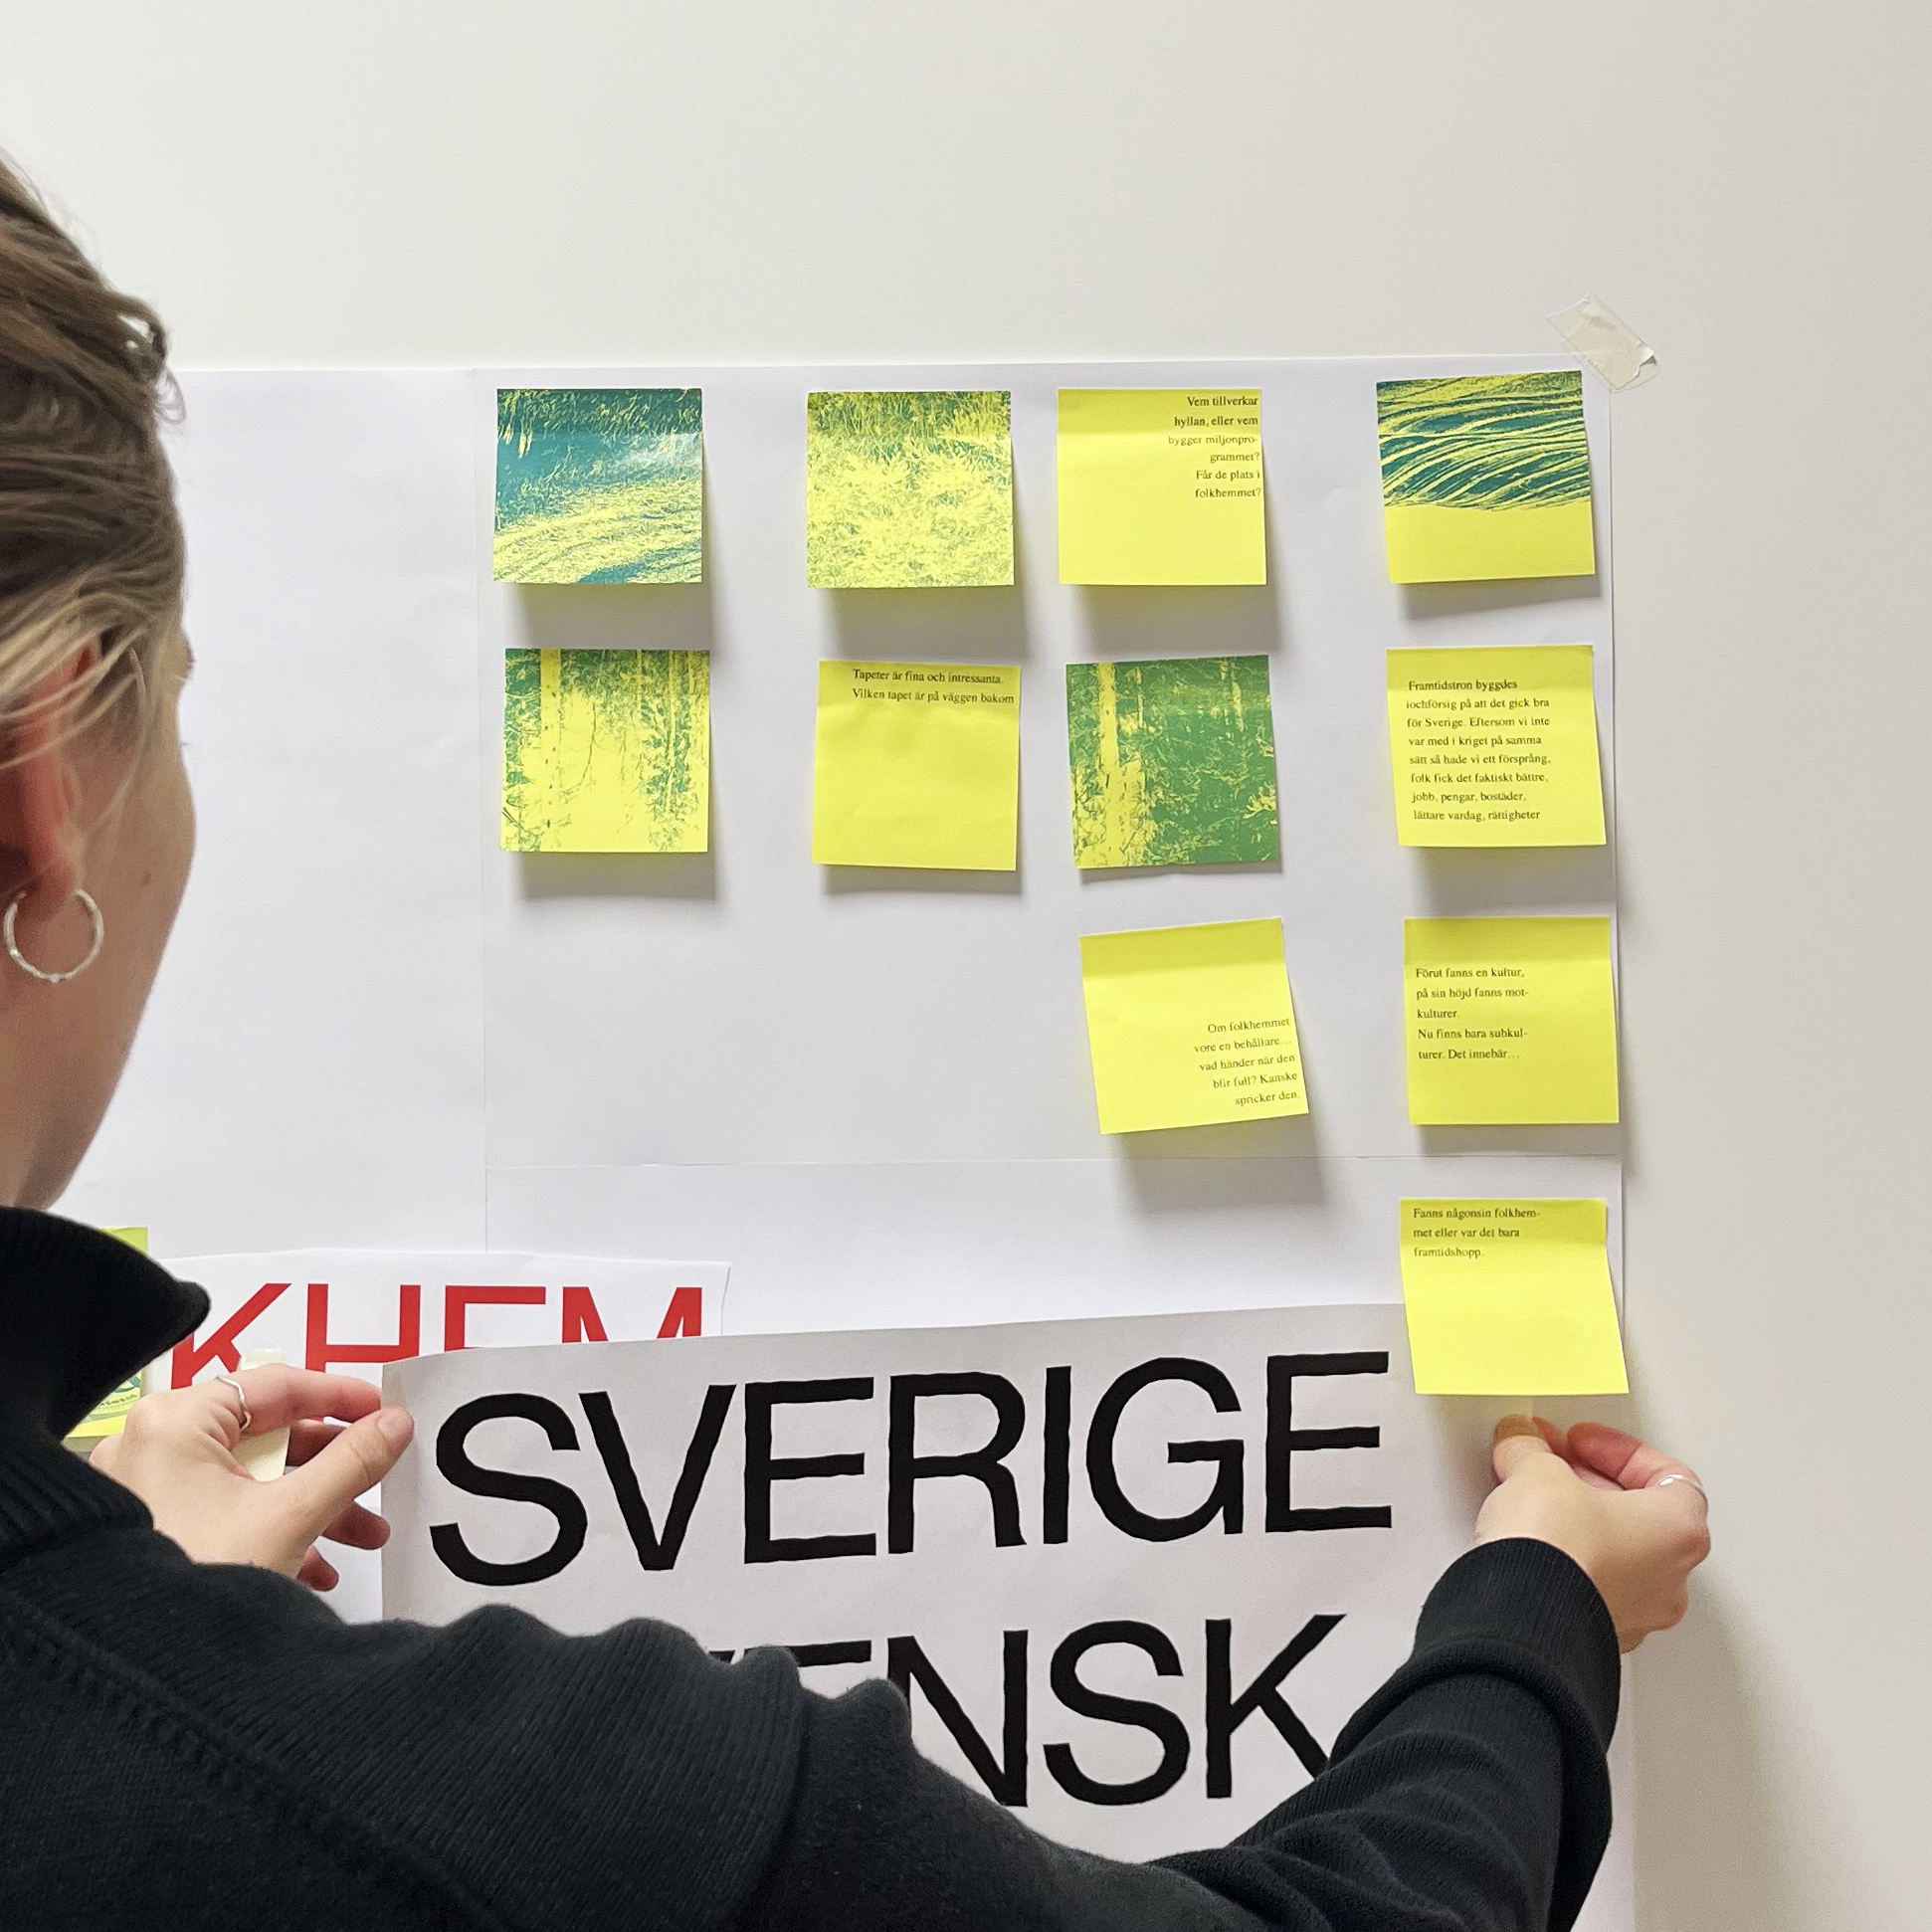 Vem tillverkar
hyllan, eller vem
bygger miljonpro-
grammet?
Får de plats i
folkhemmet?
Tapeter är fina och intressanta.
Vilken tapet är på väggen bakom
Framtidstron byggdes
iochförsig på att det gick bra
för Sverige. Eftersom vi inte
var med i kriget på samma
sätt så hade vi ett försprång,
folk fick det faktiskt bättre,
jobb, pengar, bostäder,
lättare vardag, rättigheter
Om folkhemmet
vore en behållare...
vad händer när den
blir full? Kanske
spricker den.
Förut fanns en kultur,
på sin höjd fanns mot-
kulturer.
Nu finns bara subkul-
turer. Det innebär...
Fanns någonsin folkhem-
met eller var det bara
framtidshopp.
KHEM
SVERIGE
ENSK